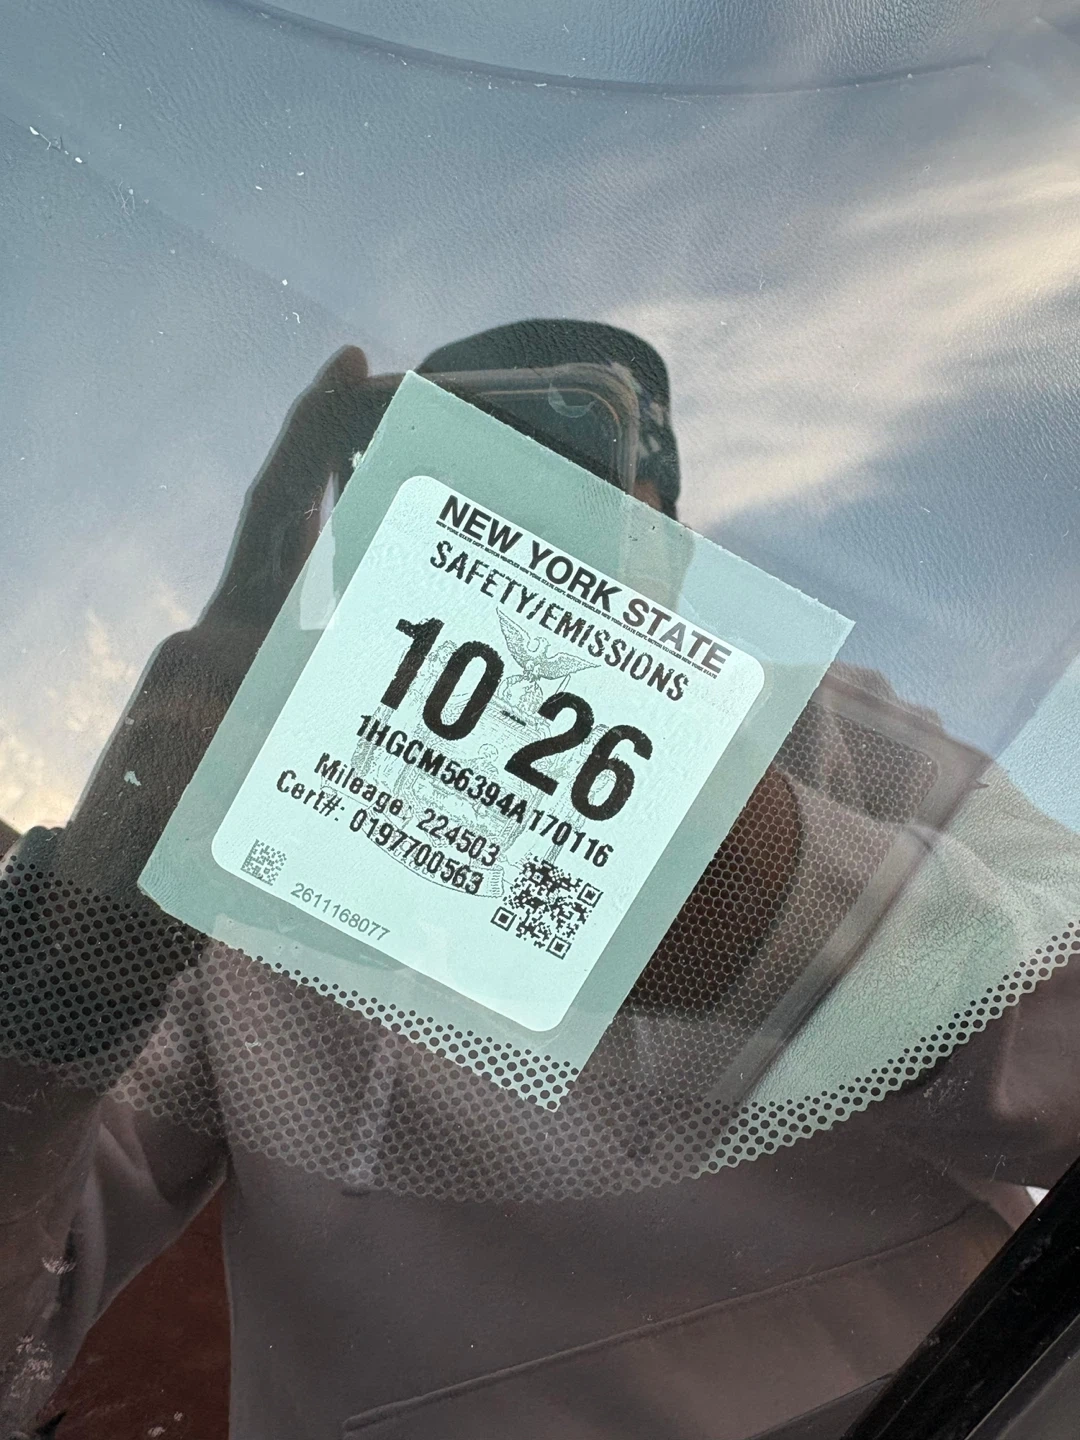 NEW YORK STATE
SAFETY/EMISSIONS
10-26
1HGCM56394A170116
Mileage: 224503
Cert#: 0197700563
2611168077